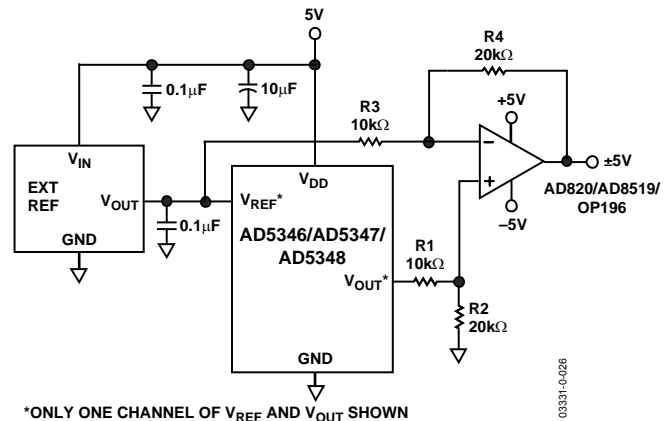 5V
0.1µF
10µF
R4
20kΩ
R3
10kΩ
+5V
−
+
−5V
±5V
AD820/AD8519/
OP196
V_IN
EXT
REF
V_OUT
GND
0.1µF
V_REF*
V_DD
AD5346/AD5347/
AD5348
V_OUT*
R1
10kΩ
R2
20kΩ
GND
*ONLY ONE CHANNEL OF V_REF AND V_OUT SHOWN
03331-0-026